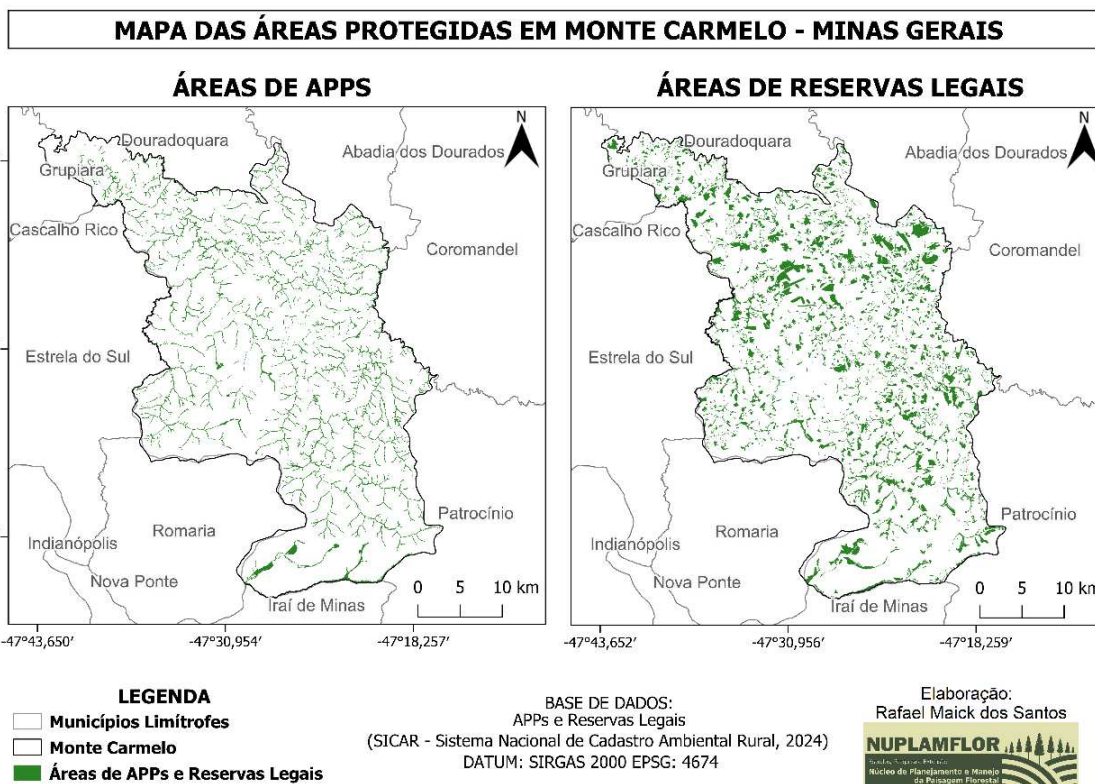 MAPA DAS ÁREAS PROTEGIDAS EM MONTE CARMELO - MINAS GERAIS
ÁREAS DE APPS
N
Douradoquara
Abadia dos Dourados
Grupiara
Cascalho Rico
Coromandel
Estrela do Sul
Patrocínio
Romaria
Indianópolis
Nova Ponte
Iraí de Minas
0 5 10 km
-47°43,650′ -47°30,954′ -47°18,257′
ÁREAS DE RESERVAS LEGAIS
N
Douradoquara
Abadia dos Dourados
Grupiara
Cascalho Rico
Coromandel
Estrela do Sul
Patrocínio
Romaria
Indianópolis
Nova Ponte
Iraí de Minas
0 5 10 km
-47°43,652′ -47°30,956′ -47°18,259′
LEGENDA
Municípios Limítrofes
Monte Carmelo
Áreas de APPs e Reservas Legais
BASE DE DADOS:
APPs e Reservas Legais
(SICAR - Sistema Nacional de Cadastro Ambiental Rural, 2024)
DATUM: SIRGAS 2000 EPSG: 4674
Elaboração:
Rafael Maick dos Santos
NUPLAMFLOR
Núcleo de Planejamento e Manejo
da Paisagem Florestal